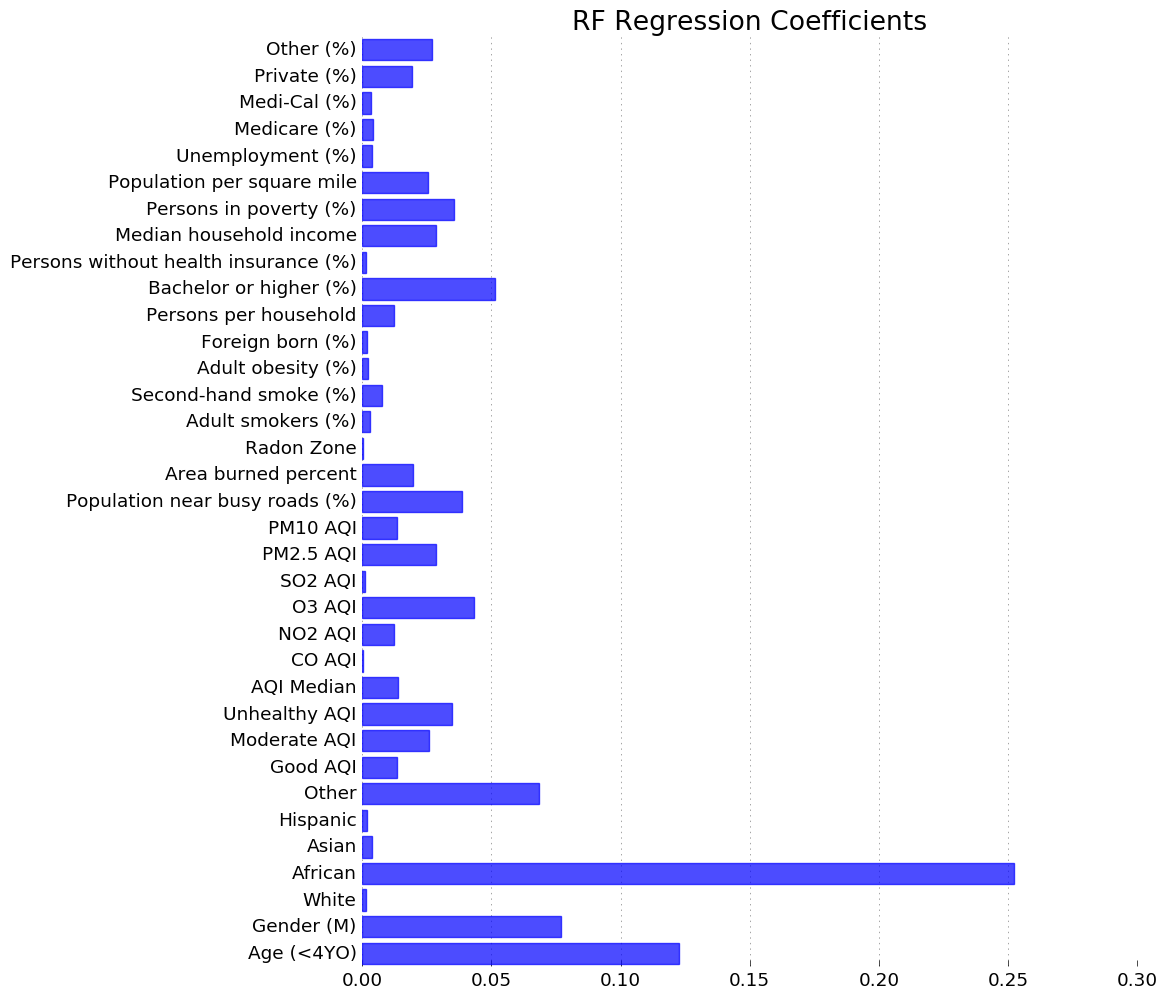 RF Regression Coefficients
Other (%)
Private (%)
Medi-Cal (%)
Medicare (%)
Unemployment (%)
Population per square mile
Persons in poverty (%)
Median household income
Persons without health insurance (%)
Bachelor or higher (%)
Persons per household
Foreign born (%)
Adult obesity (%)
Second-hand smoke (%)
Adult smokers (%)
Radon Zone
Area burned percent
Population near busy roads (%)
PM10 AQI
PM2.5 AQI
SO2 AQI
O3 AQI
NO2 AQI
CO AQI
AQI Median
Unhealthy AQI
Moderate AQI
Good AQI
Other
Hispanic
Asian
African
White
Gender (M)
Age (<4YO)
0.00 0.05 0.10 0.15 0.20 0.25 0.30